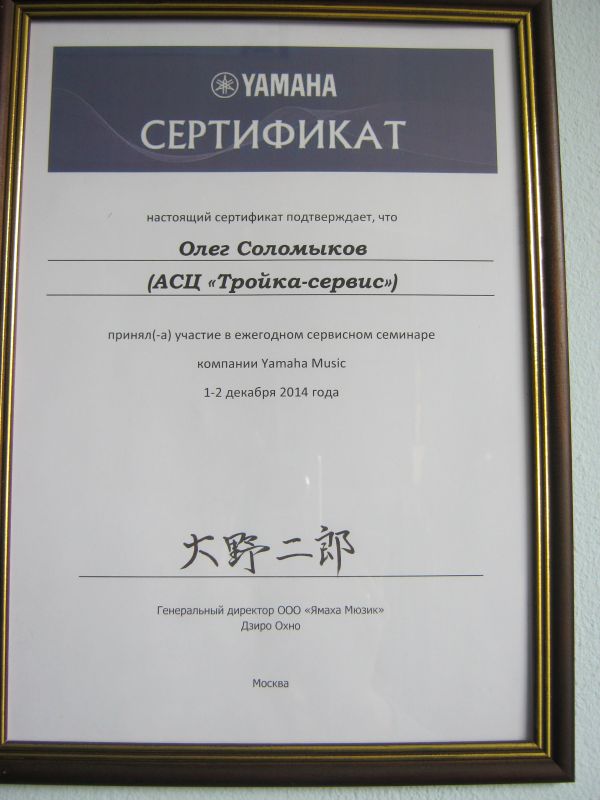 YAMAHA
СЕРТИФИКАТ
настоящий сертификат подтверждает, что
Олег Соломыков
(АСЦ «Тройка-сервис»)
принял(-а) участие в ежегодном сервисном семинаре
компании Yamaha Music
1-2 декабря 2014 года
大野二郎
Генеральный директор ООО «Ямаха Мюзик»
Дзиро Охно
Москва